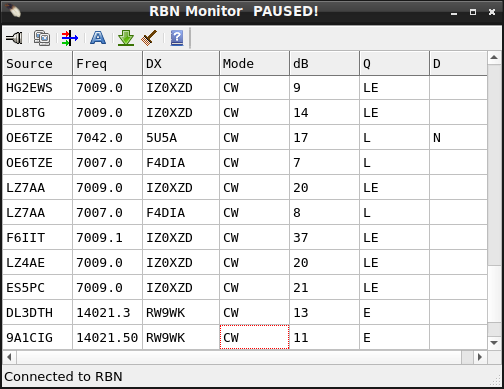 RBN Monitor  PAUSED!
Source Freq DX Mode dB Q D
HG2EWS 7009.0 IZ0XZD CW 9 LE
DL8TG 7009.0 IZ0XZD CW 14 LE
OE6TZE 7042.0 5U5A CW 17 L N
OE6TZE 7007.0 F4DIA CW 7 L
LZ7AA 7009.0 IZ0XZD CW 20 LE
LZ7AA 7007.0 F4DIA CW 8 L
F6IIT 7009.1 IZ0XZD CW 37 LE
LZ4AE 7009.0 IZ0XZD CW 20 LE
ES5PC 7009.0 IZ0XZD CW 21 LE
DL3DTH 14021.3 RW9WK CW 13 E
9A1CIG 14021.50 RW9WK CW 11 E
Connected to RBN